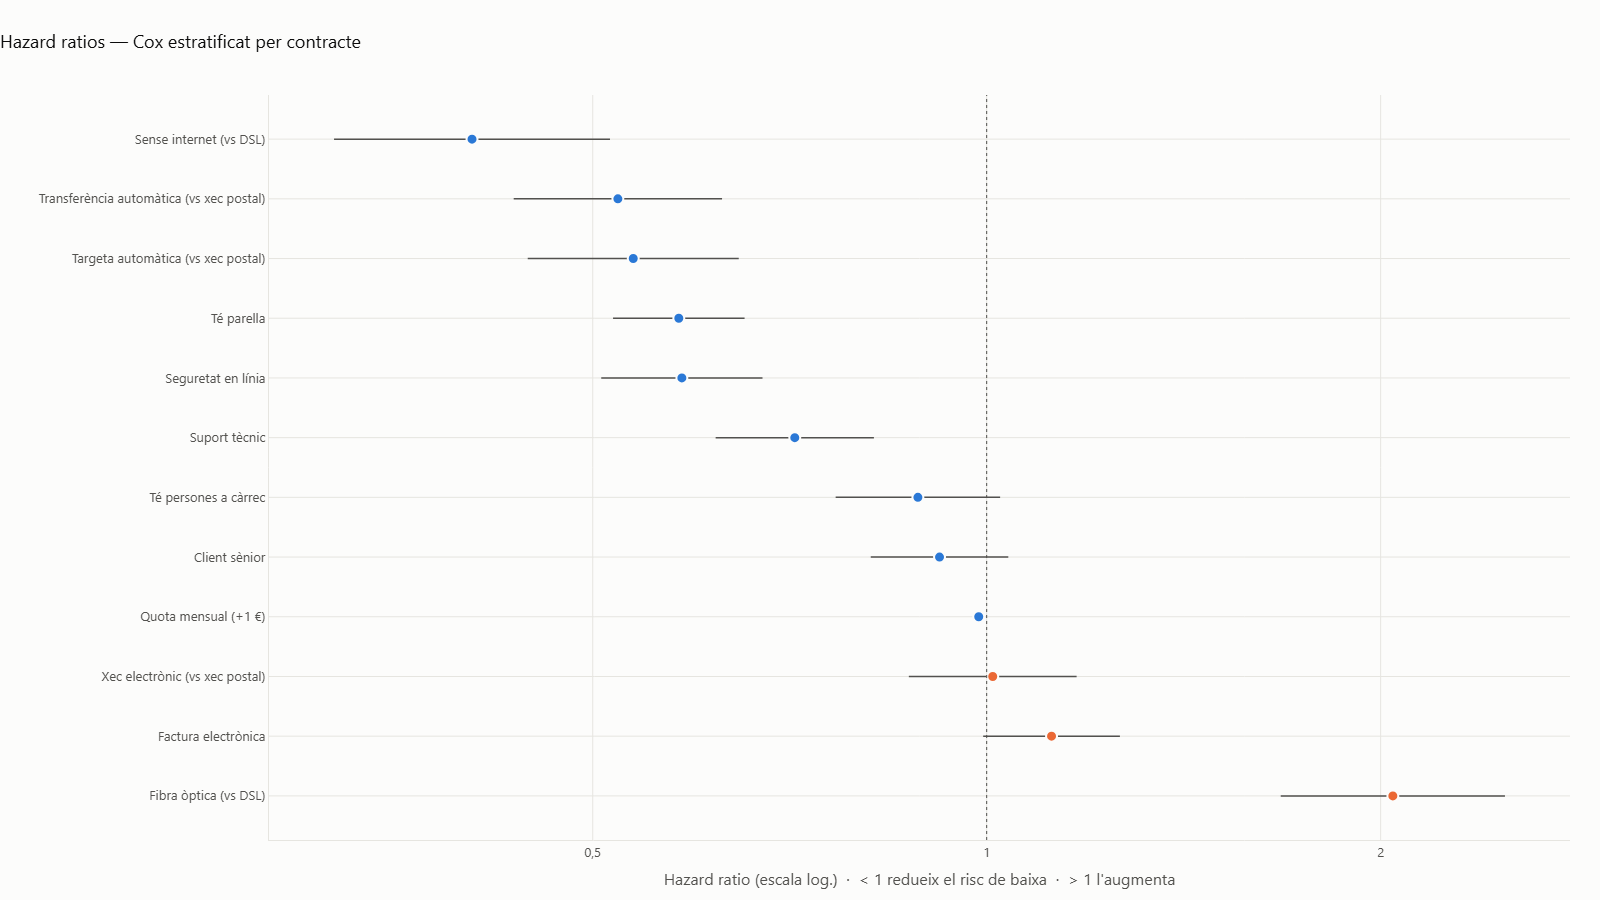 Hazard ratios — Cox estratificat per contracte
Sense internet (vs DSL)
Transferència automàtica (vs xec postal)
Targeta automàtica (vs xec postal)
Té parella
Seguretat en línia
Suport tècnic
Té persones a càrrec
Client sènior
Quota mensual (+1 €)
Xec electrònic (vs xec postal)
Factura electrònica
Fibra òptica (vs DSL)
0,5 1 2
Hazard ratio (escala log.) · < 1 redueix el risc de baixa · > 1 l'augmenta